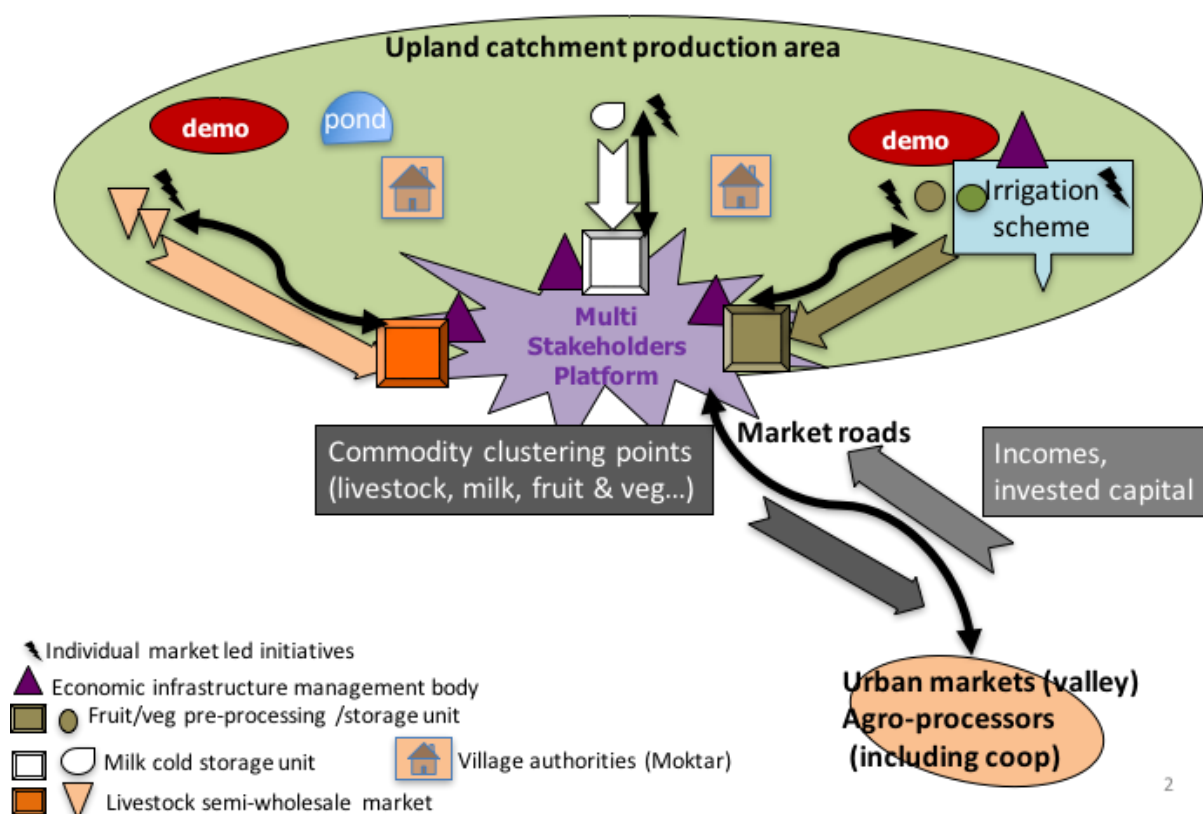 Upland catchment production area
demo
pond
demo
Irrigation
scheme
Multi
Stakeholders
Platform
Commodity clustering points
(livestock, milk, fruit & veg...)
Market roads
Incomes,
invested capital
Individual market led initiatives
Economic infrastructure management body
Fruit/veg pre-processing /storage unit
Milk cold storage unit
Village authorities (Moktar)
Livestock semi-wholesale market
Urban markets (valley)
Agro-processors
(including coop)
2